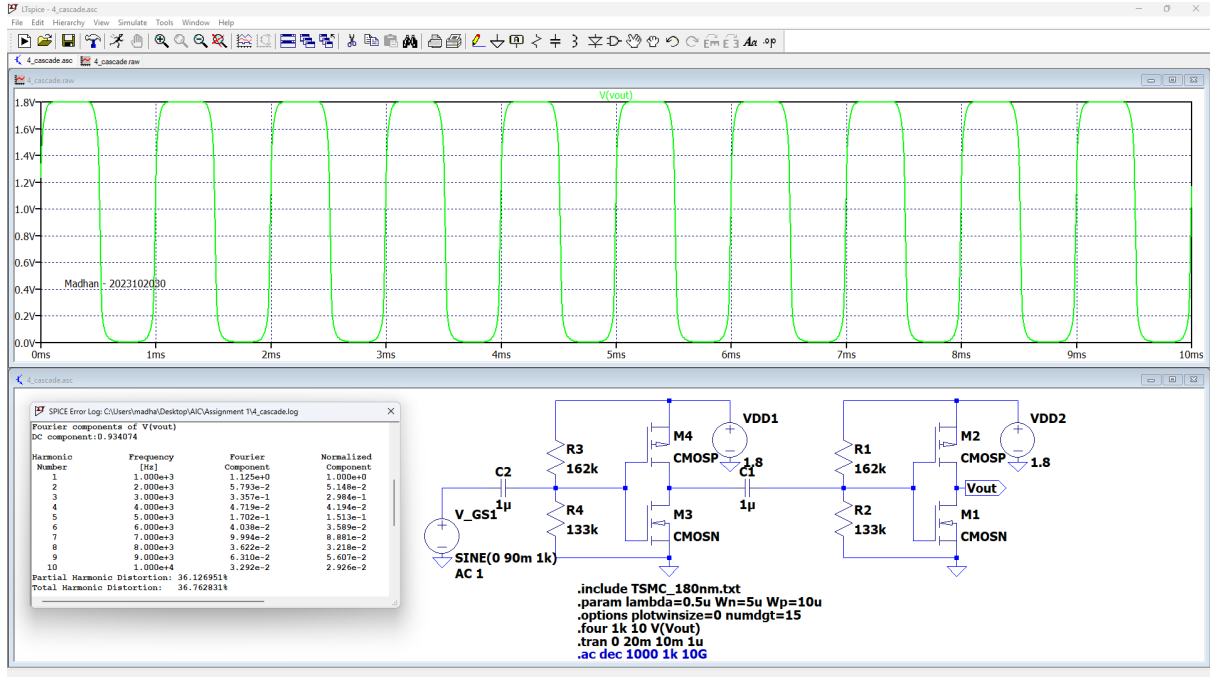 LTspice - 4_cascade.asc
File Edit Hierarchy View Simulate Tools Window Help
4_cascade.asc 4_cascade.raw
4_cascade.raw
V(vout)
1.8V
1.6V
1.4V
1.2V
1.0V
0.8V
0.6V
0.4V
0.2V
0.0V
Madhan - 2023102030
0ms 1ms 2ms 3ms 4ms 5ms 6ms 7ms 8ms 9ms 10ms
4_cascade.asc
SPICE Error Log: C:\Users\madha\Desktop\AIC\Assignment 1\4_cascade.log
Fourier components of V(vout)
DC component:0.934074
Harmonic Frequency Fourier Normalized
Number [Hz] Component Component
1 1.000e+3 1.125e+0 1.000e+0
2 2.000e+3 5.793e-2 5.148e-2
3 3.000e+3 3.357e-1 2.984e-1
4 4.000e+3 4.719e-2 4.194e-2
5 5.000e+3 1.702e-1 1.513e-1
6 6.000e+3 4.038e-2 3.589e-2
7 7.000e+3 9.994e-2 8.881e-2
8 8.000e+3 3.622e-2 3.218e-2
9 9.000e+3 6.310e-2 5.607e-2
10 1.000e+4 3.292e-2 2.926e-2
Partial Harmonic Distortion: 36.126951%
Total Harmonic Distortion: 36.762831%
V_GS1
SINE(0 90m 1k)
AC 1
C2
1µ
R3
162k
R4
133k
M4
CMOSP
M3
CMOSN
VDD1
1.8
C1
1µ
R1
162k
R2
133k
M2
CMOSP
M1
CMOSN
VDD2
1.8
Vout
.include TSMC_180nm.txt
.param lambda=0.5u Wn=5u Wp=10u
.options plotwinsize=0 numdgt=15
.four 1k 10 V(Vout)
.tran 0 20m 10m 1u
.ac dec 1000 1k 10G